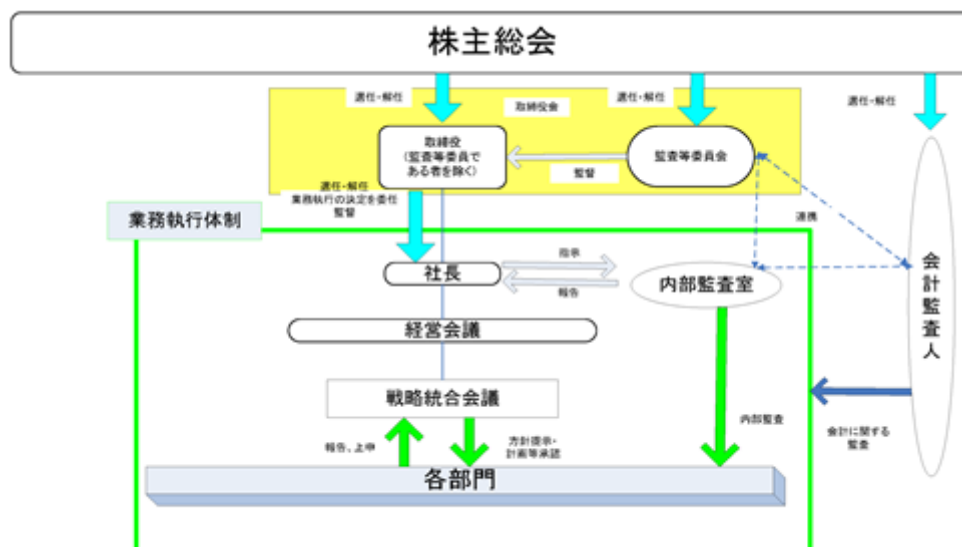 株主総会
選任・解任
選任・解任
選任・解任
取締役会
取締役
(監査等委員で
ある者を除く)
監査等委員会
監督
選任・解任
業務執行の決定を委任
監督
業務執行体制
連携
社長
指示
報告
内部監査室
会計監査人
経営会議
戦略統合会議
内部監査
会計に関する
監査
報告、上申
方針提示・
計画等承認
各部門